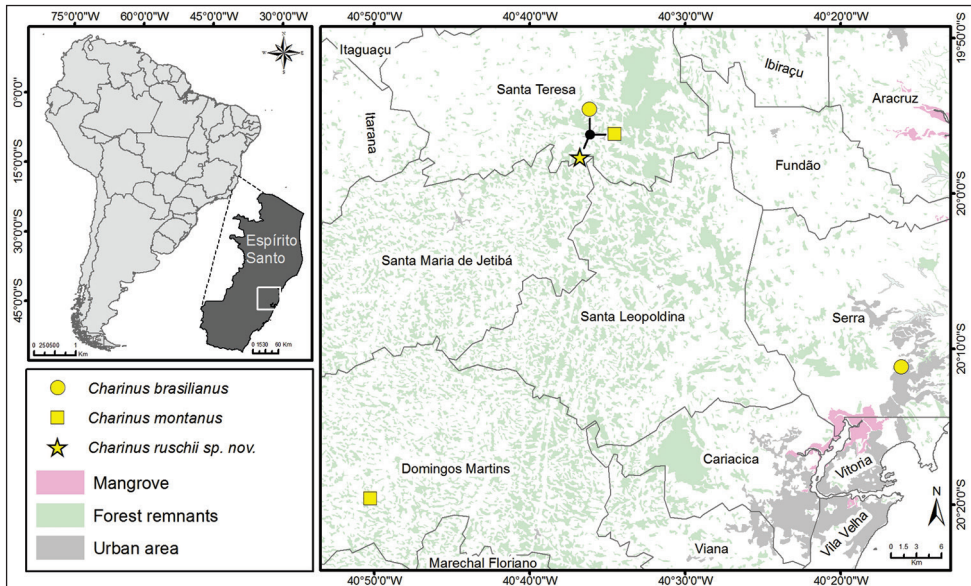 75°0'0"W 60°0'0"W 45°0'0"W 30°0'0"W
0°0'0"
15°0'0"S
30°0'0"S
45°0'0"S
Espírito
Santo
0 250500 1
Km
0 1530 60
Km
Charinus brasilianus
Charinus montanus
Charinus ruschii sp. nov.
Mangrove
Forest remnants
Urban area
40°50'0"S 40°40'0"S 40°30'0"S 40°20'0"S
19°50'0"S
20°0'0"S
20°10'0"S
20°20'0"S
Itaguaçu
Ibiraçu
Santa Teresa
Aracruz
Itarana
Fundão
Santa Maria de Jetibá
Santa Leopoldina
Serra
Cariacica
Domingos Martins
Vitoria
Vila Velha
Viana
Marechal Floriano
N
0 1.5 3 6
Km
40°50'0"S 40°40'0"S 40°30'0"S 40°20'0"S